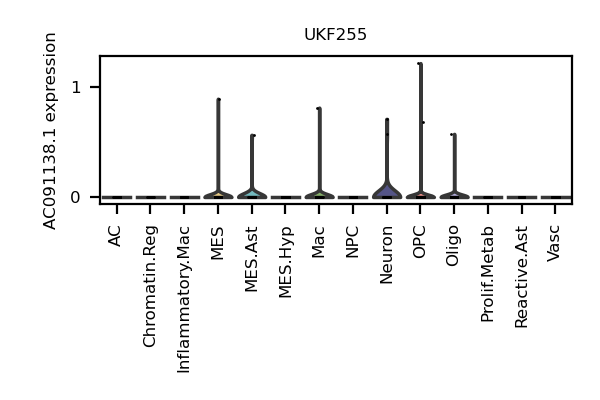 UKF255
AC091138.1 expression
1
0
AC
Chromatin.Reg
Inflammatory.Mac
MES
MES.Ast
MES.Hyp
Mac
NPC
Neuron
OPC
Oligo
Prolif.Metab
Reactive.Ast
Vasc